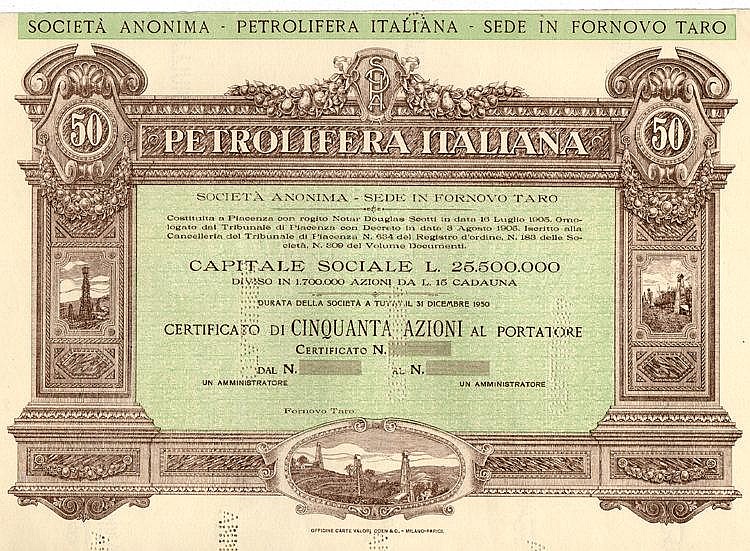 SOCIETÀ ANONIMA - PETROLIFERA ITALIANA - SEDE IN FORNOVO TARO
SPIA
50 50
PETROLIFERA ITALIANA
SOCIETÀ ANONIMA - SEDE IN FORNOVO TARO
Costituita a Piacenza con rogito Notar Douglas Scotti in data 16 Luglio 1905. Omo-
logato dal Tribunale di Piacenza con Decreto in data 3 Agosto 1905. Iscritto alla
Cancelleria del Tribunale di Piacenza N. 634 del Registro d'ordine, N. 183 delle So-
cietà, N. 309 del Volume Documenti.
CAPITALE SOCIALE L. 25.500.000
DIVISO IN 1.700.000 AZIONI DA L. 15 CADAUNA
DURATA DELLA SOCIETÀ A TUTTO IL 31 DICEMBRE 1950
CERTIFICATO DI CINQUANTA AZIONI AL PORTATORE
CERTIFICATO N.
DAL N. AL N.
UN AMMINISTRATORE UN AMMINISTRATORE
Fornovo Taro
OFFICINE CARTE VALORI, COEN & C. - MILANO-PARIGI.